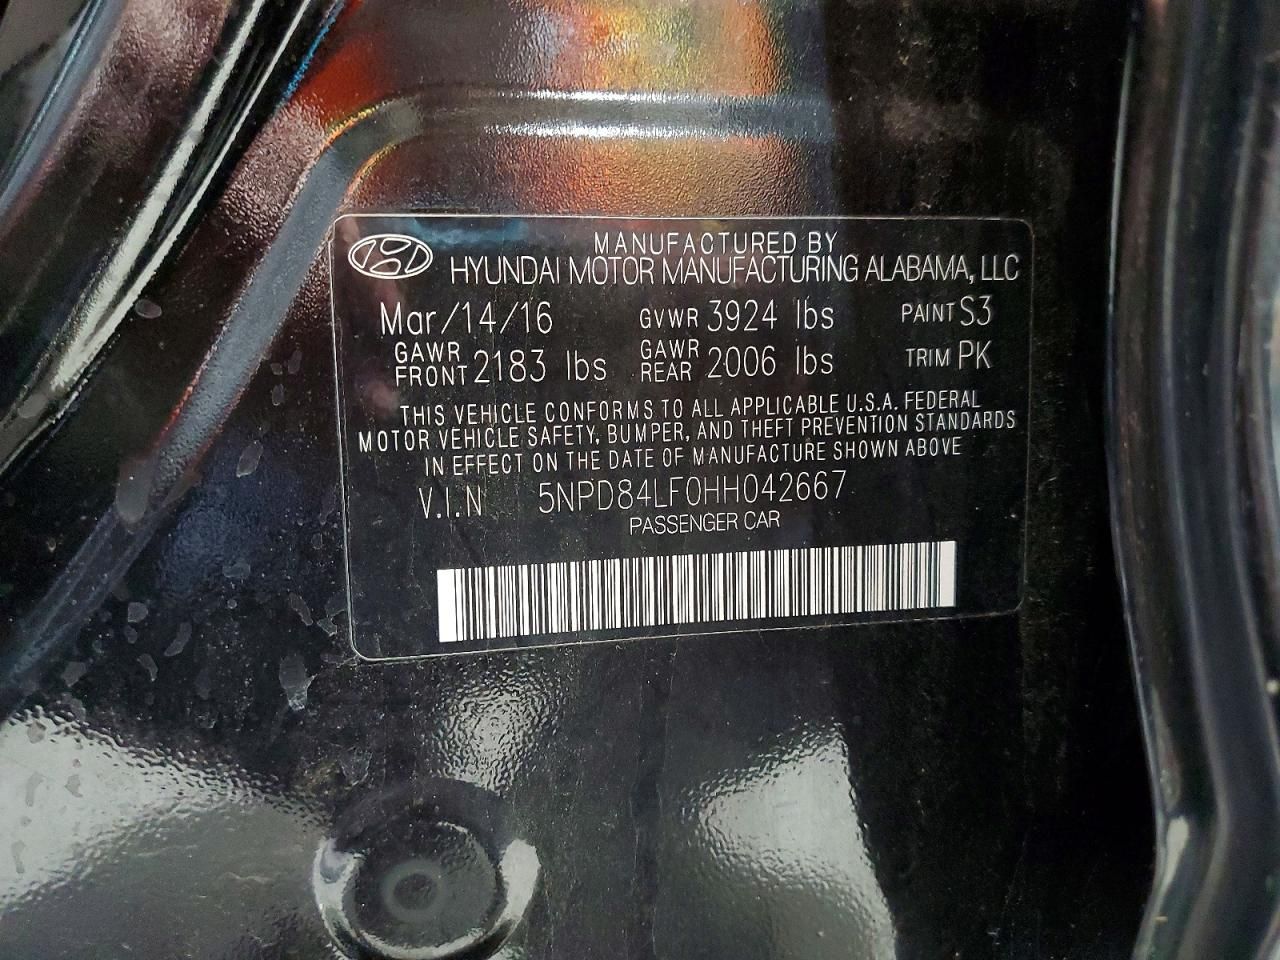 MANUFACTURED BY
HYUNDAI MOTOR MANUFACTURING ALABAMA, LLC
Mar/14/16 GVWR 3924 lbs PAINT S3
GAWR FRONT 2183 lbs GAWR REAR 2006 lbs TRIM PK
THIS VEHICLE CONFORMS TO ALL APPLICABLE U.S.A. FEDERAL
MOTOR VEHICLE SAFETY, BUMPER, AND THEFT PREVENTION STANDARDS
IN EFFECT ON THE DATE OF MANUFACTURE SHOWN ABOVE
V.I.N 5NPD84LF0HH042667
PASSENGER CAR